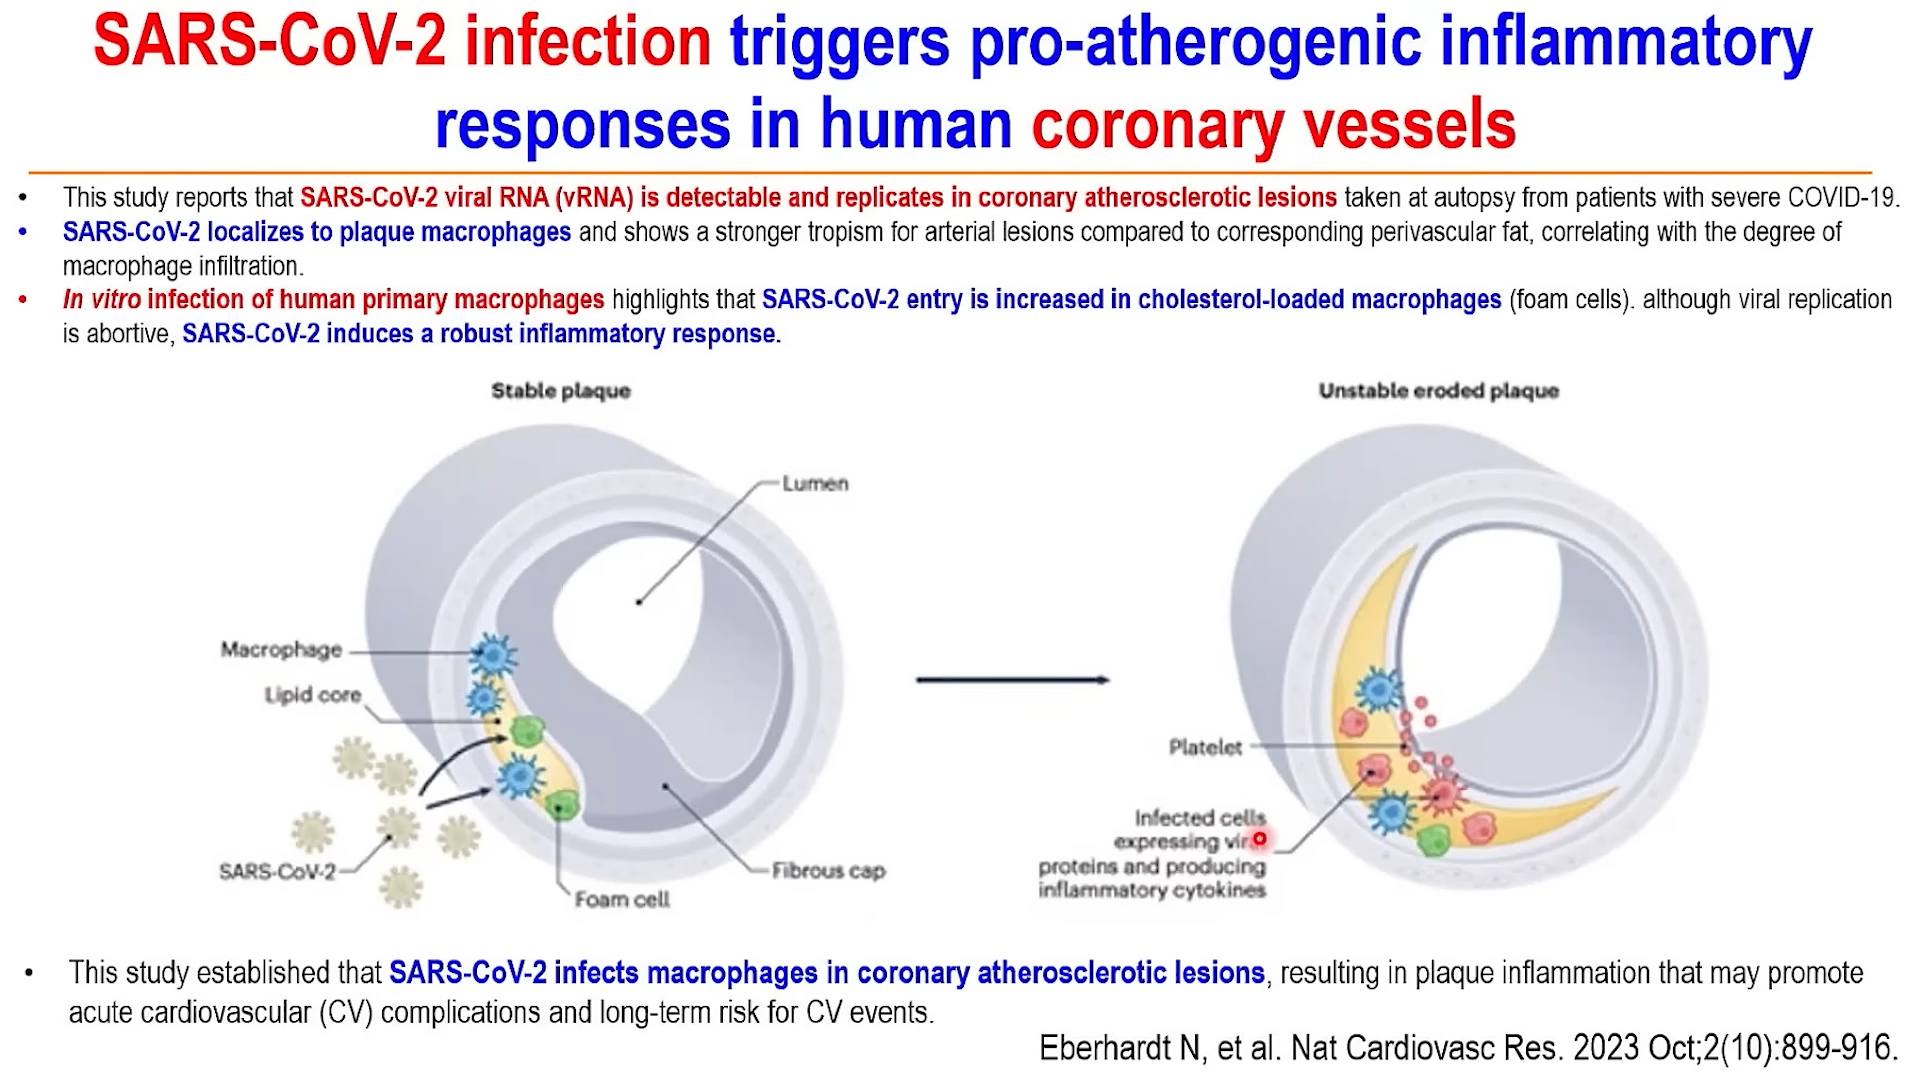 SARS-CoV-2 infection triggers pro-atherogenic inflammatory
responses in human coronary vessels
• This study reports that SARS-CoV-2 viral RNA (vRNA) is detectable and replicates in coronary atherosclerotic lesions taken at autopsy from patients with severe COVID-19.
• SARS-CoV-2 localizes to plaque macrophages and shows a stronger tropism for arterial lesions compared to corresponding perivascular fat, correlating with the degree of
macrophage infiltration.
• In vitro infection of human primary macrophages highlights that SARS-CoV-2 entry is increased in cholesterol-loaded macrophages (foam cells). although viral replication
is abortive, SARS-CoV-2 induces a robust inflammatory response.
Stable plaque
Lumen
Macrophage
Lipid core
SARS-CoV-2
Foam cell
Fibrous cap
Unstable eroded plaque
Platelet
Infected cells
expressing
proteins and producing
inflammatory cytokines
• This study established that SARS-CoV-2 infects macrophages in coronary atherosclerotic lesions, resulting in plaque inflammation that may promote
acute cardiovascular (CV) complications and long-term risk for CV events.
Eberhardt N, et al. Nat Cardiovasc Res. 2023 Oct;2(10):899-916.